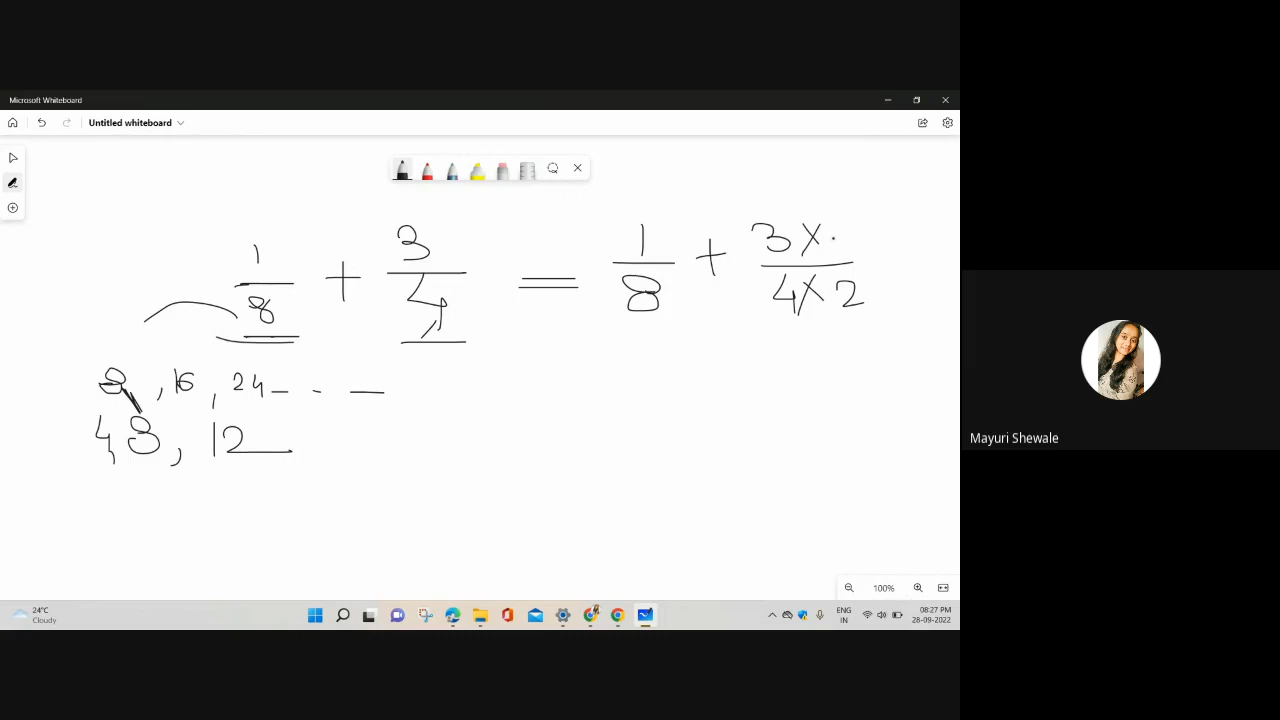 Microsoft Whiteboard
Untitled whiteboard
1/8 + 3/4 = 1/8 + 3×/4×2
8, 16, 24 _ . _
4, 8, 12 _
Mayuri Shewale
100%
24°C
Cloudy
ENG
IN
08:27 PM
28-09-2022